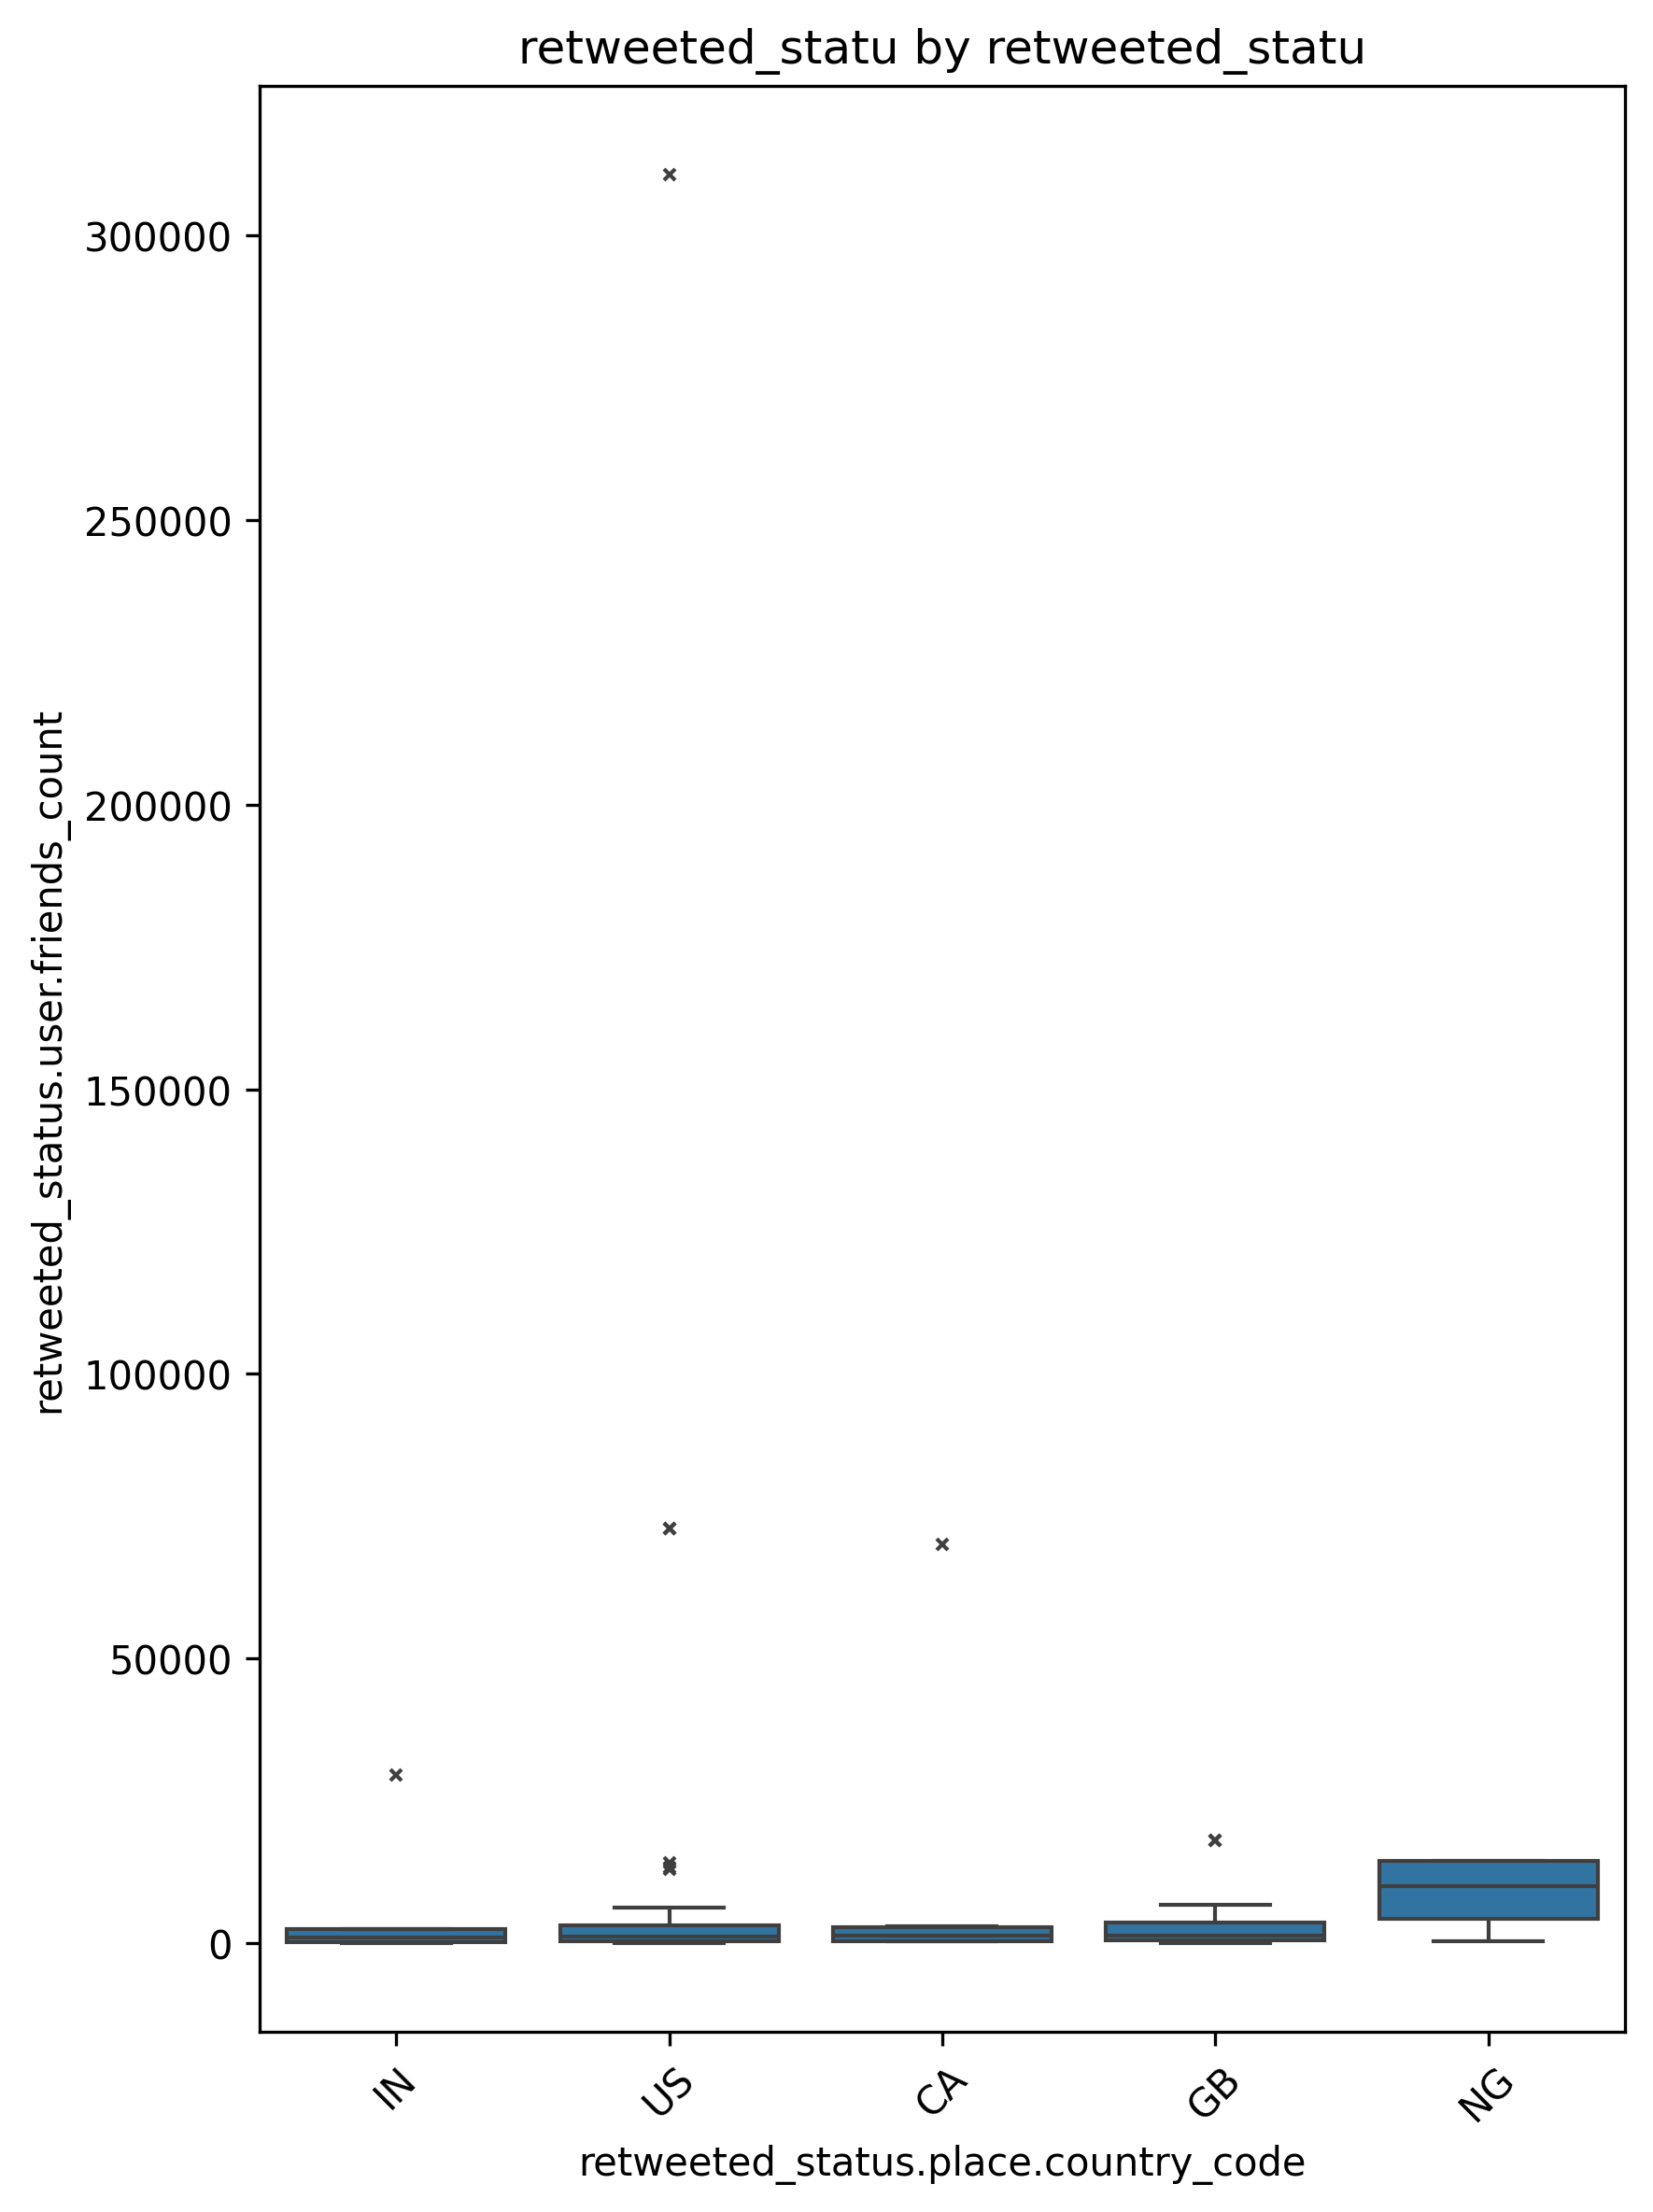 retweeted_statu by retweeted_statu
300000
250000
200000
150000
100000
50000
0
retweeted_status.user.friends_count
IN
US
CA
GB
NG
retweeted_status.place.country_code